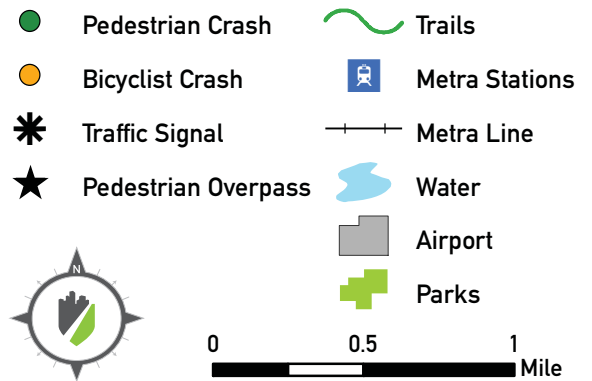 Pedestrian Crash
Bicyclist Crash
Traffic Signal
Pedestrian Overpass
Trails
Metra Stations
Metra Line
Water
Airport
Parks
N
0 0.5 1
Mile